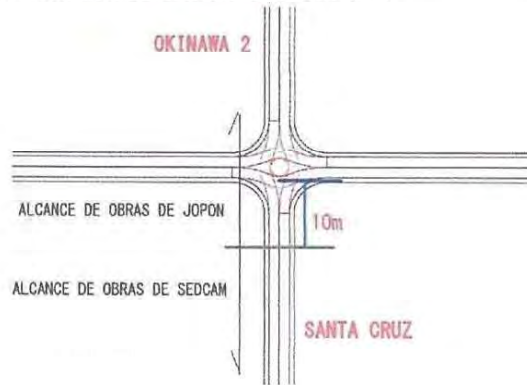 OKINAWA 2
ALCANCE DE OBRAS DE JOPON
10m
ALCANCE DE OBRAS DE SEDCAM
SANTA CRUZ